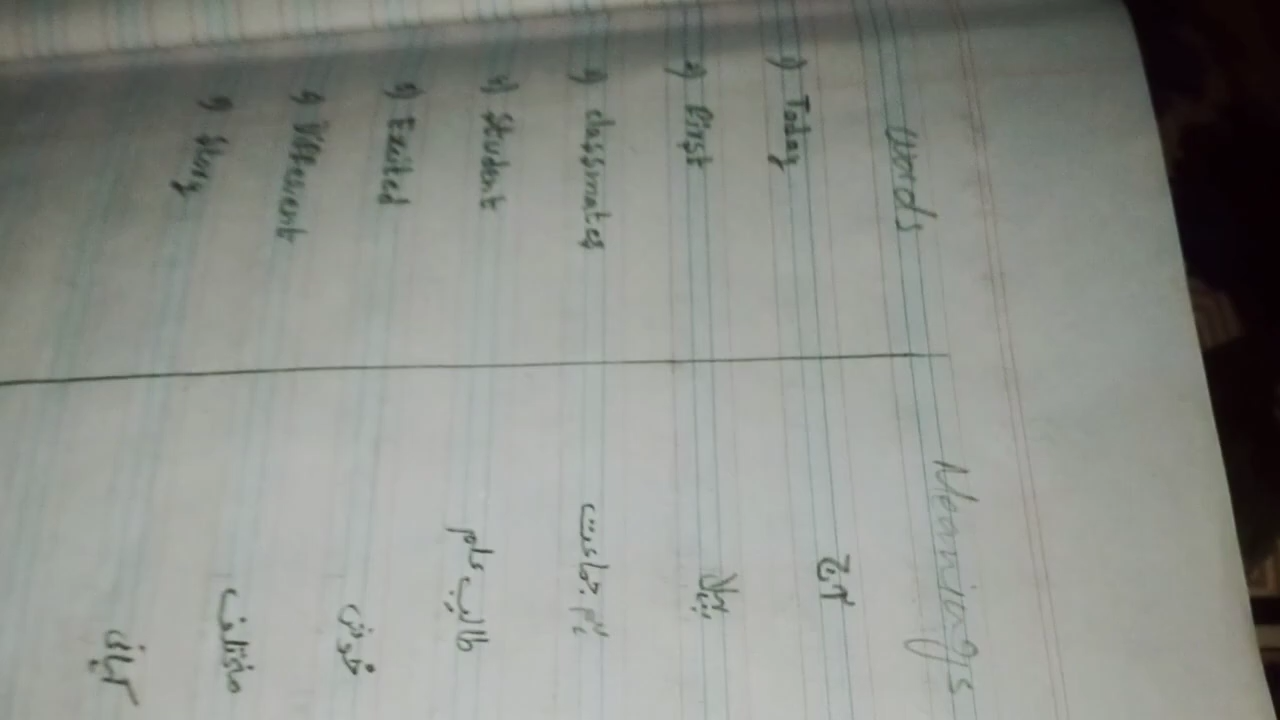 Words Meanings
1) Today آج
2) First پہلا
3) classmates ہم جماعت
4) Student طالب علم
5) Excited خوش
6) Different مختلف
7) Story کہانی